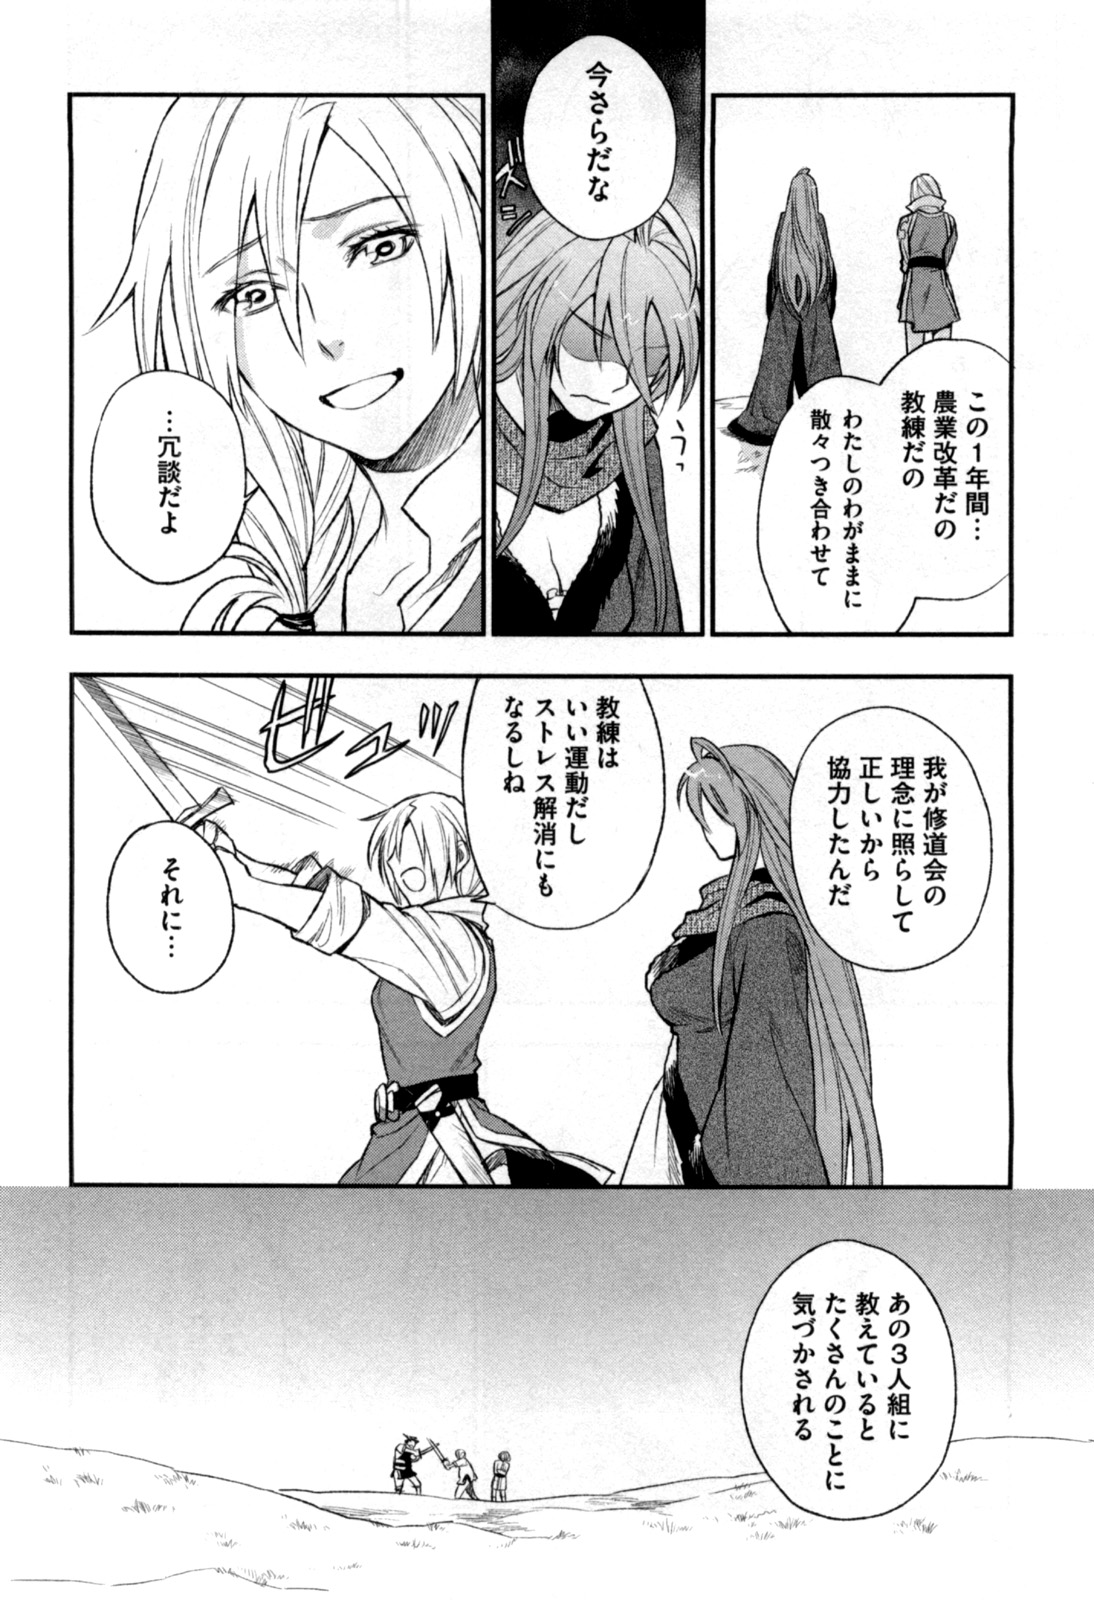 この1年間…
農業改革だの
教練だの
わたしのわがままに
散々つき合わせて
今さらだな
ズ
ズシ
うっ
…冗談だよ
我が修道会の
理念に照らして
正しいから
協力したんだ
教練は
いい運動だし
ストレス解消にも
なるしね
ビュッ
それに…
あの3人組に
教えていると
たくさんのことに
気づかされる